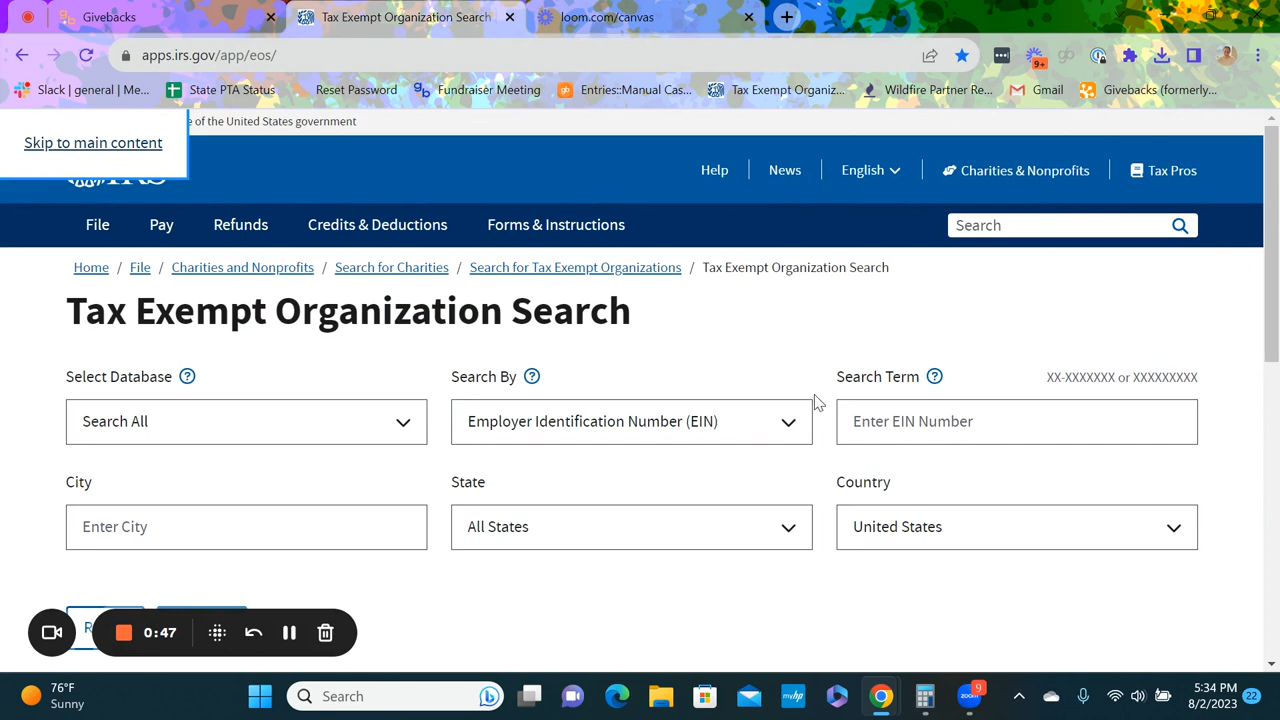 Givebacks
Tax Exempt Organization Search
loom.com/canvas
apps.irs.gov/app/eos/
9+
Slack | general | Me...
State PTA Status
Reset Password
Fundraiser Meeting
Entries::Manual Cas...
Tax Exempt Organiz...
Wildfire Partner Re...
Gmail
Givebacks (formerly...
Skip to main content
e of the United States government
IRS
Help
News
English
Charities & Nonprofits
Tax Pros
File
Pay
Refunds
Credits & Deductions
Forms & Instructions
Search
Home / File / Charities and Nonprofits / Search for Charities / Search for Tax Exempt Organizations / Tax Exempt Organization Search
Tax Exempt Organization Search
Select Database
Search By
Search Term
XX-XXXXXXX or XXXXXXXXX
Search All
Employer Identification Number (EIN)
Enter EIN Number
City
State
Country
Enter City
All States
United States
R
0:47
76°F
Sunny
Search
9
5:34 PM
8/2/2023
22